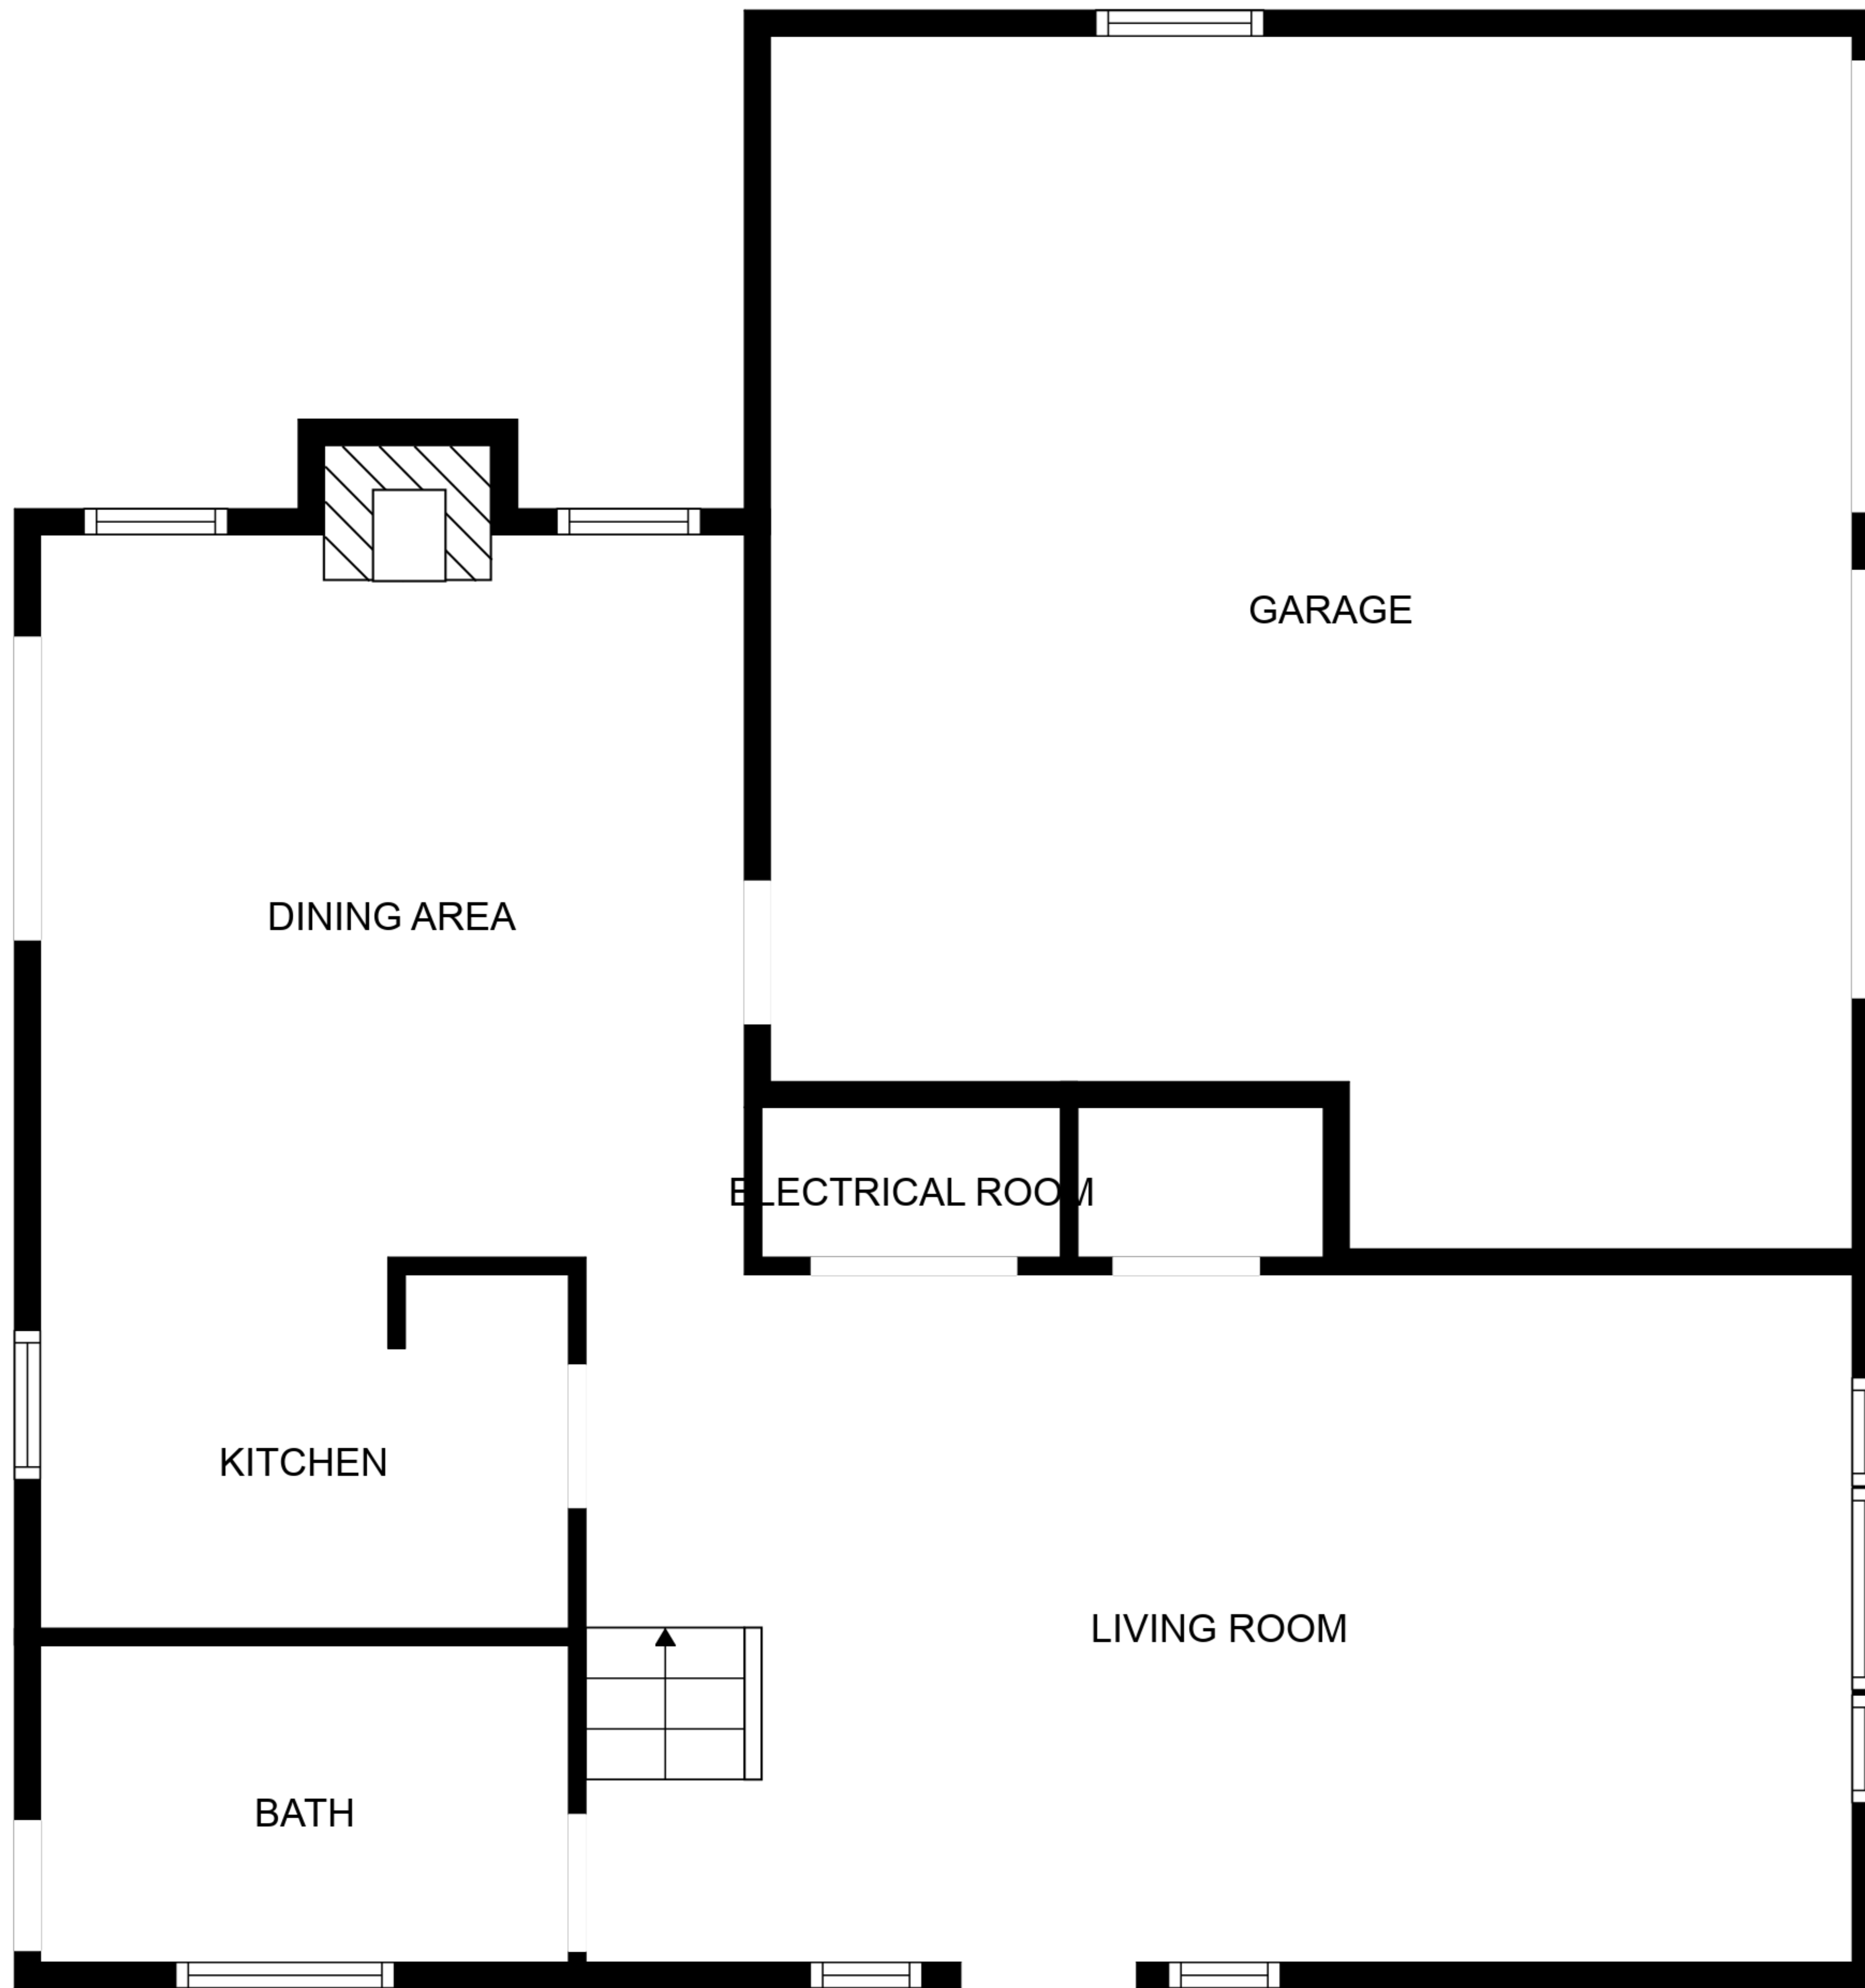 GARAGE
DINING AREA
ELECTRICAL ROOM
KITCHEN
LIVING ROOM
BATH